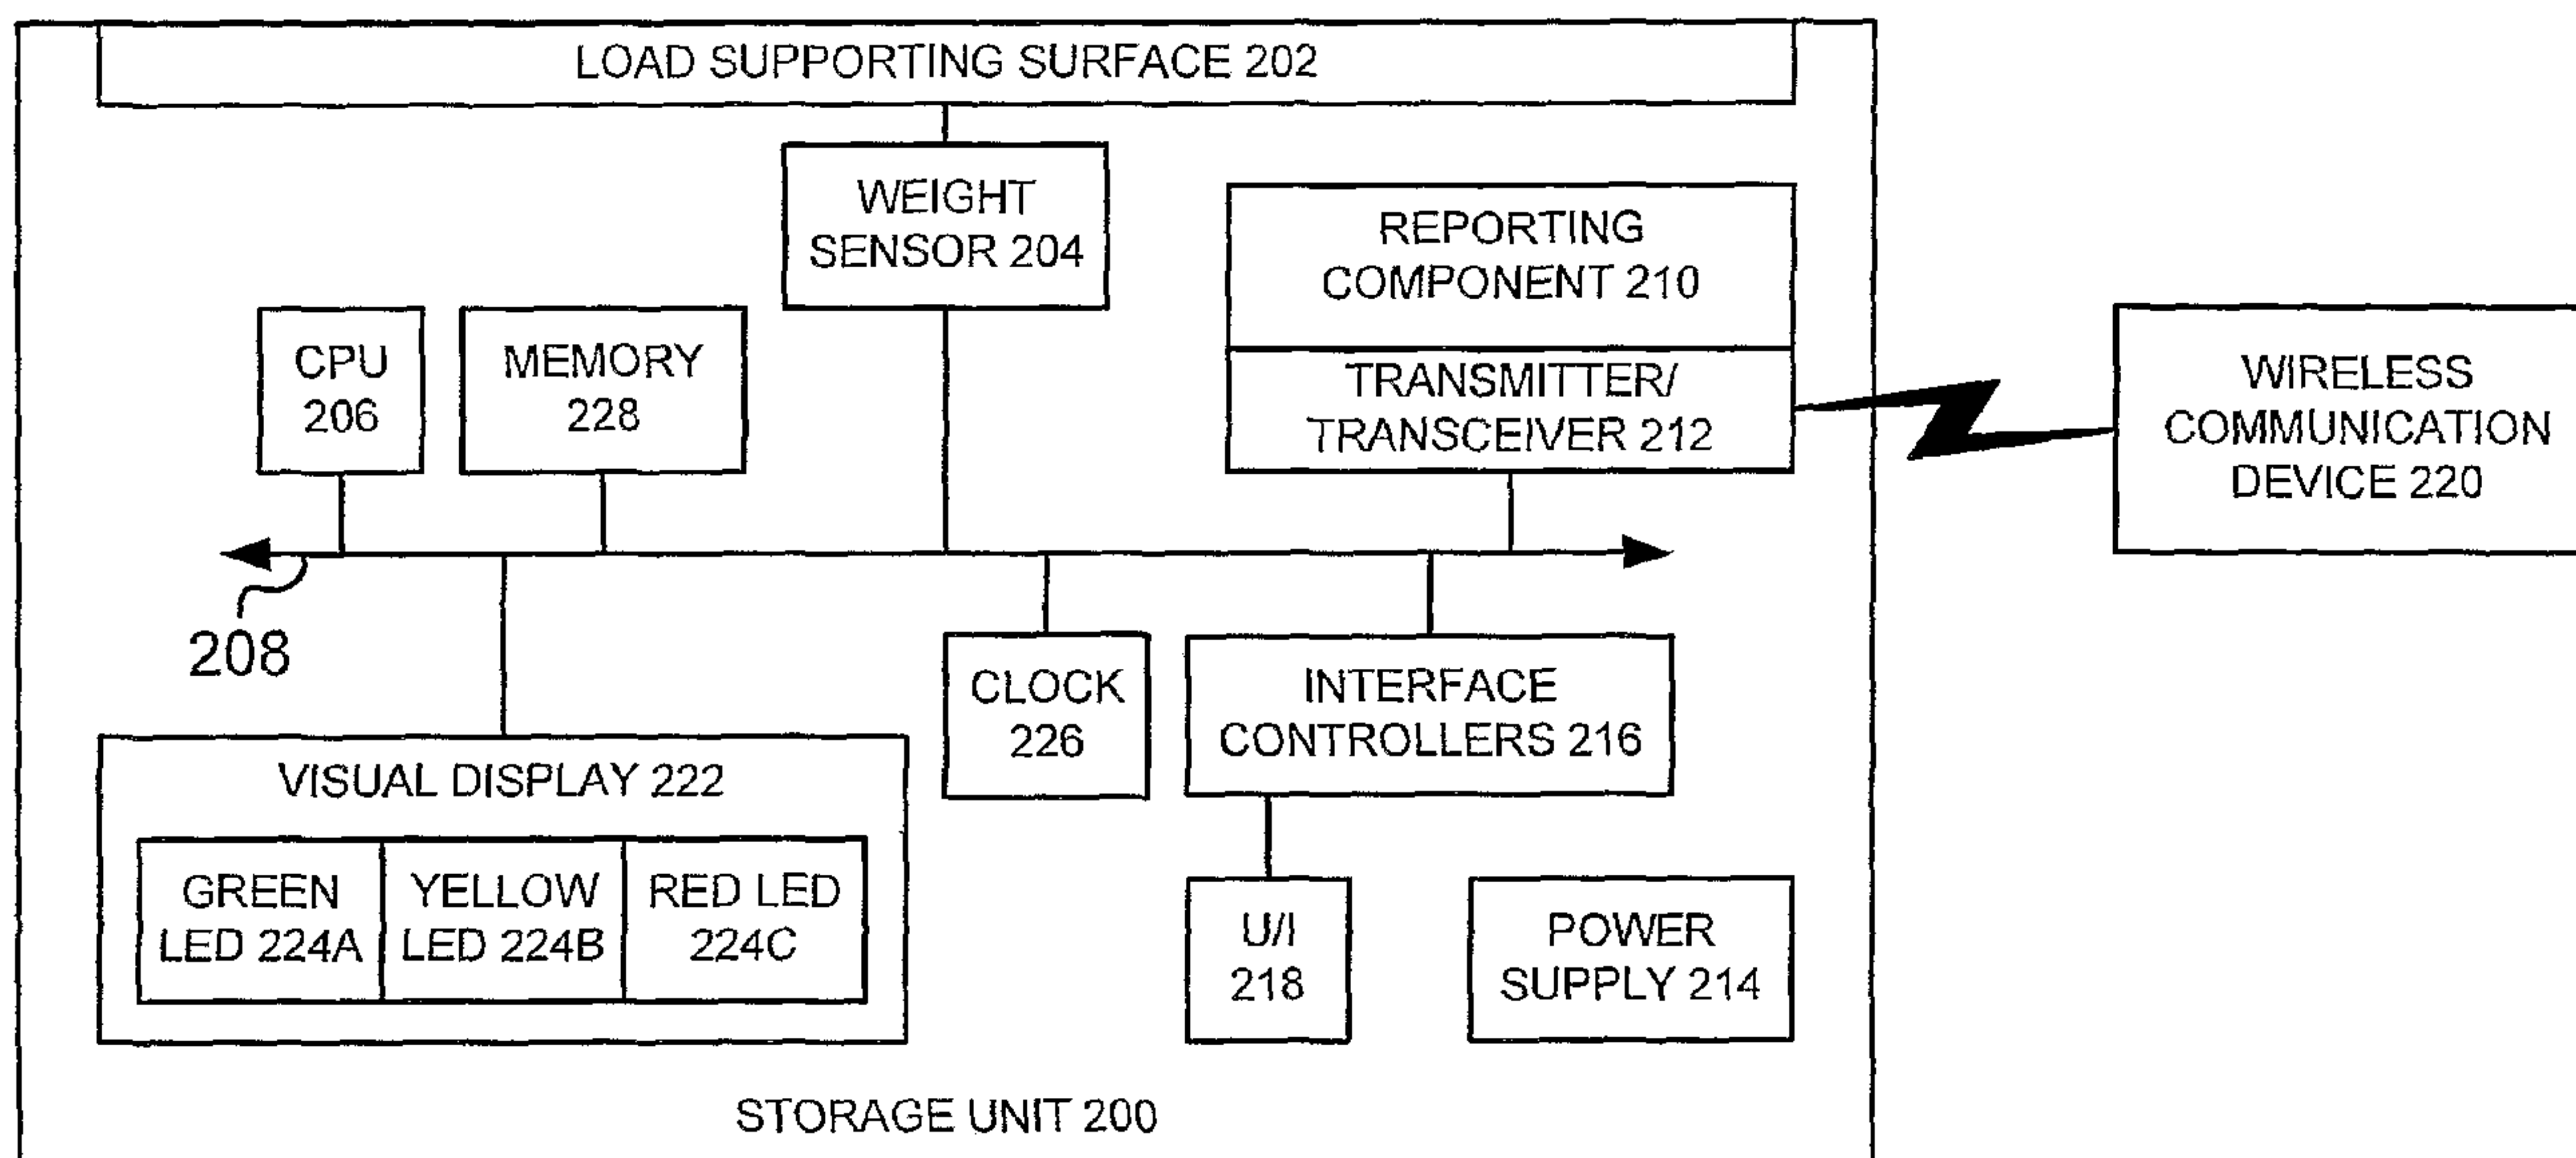 LOAD SUPPORTING SURFACE 202
WEIGHT
SENSOR 204
REPORTING
COMPONENT 210
CPU
206
MEMORY
228
TRANSMITTER/
TRANSCEIVER 212
WIRELESS
COMMUNICATION
DEVICE 220
208
CLOCK
226
INTERFACE
CONTROLLERS 216
VISUAL DISPLAY 222
GREEN
LED 224A
YELLOW
LED 224B
RED LED
224C
U/I
218
POWER
SUPPLY 214
STORAGE UNIT 200